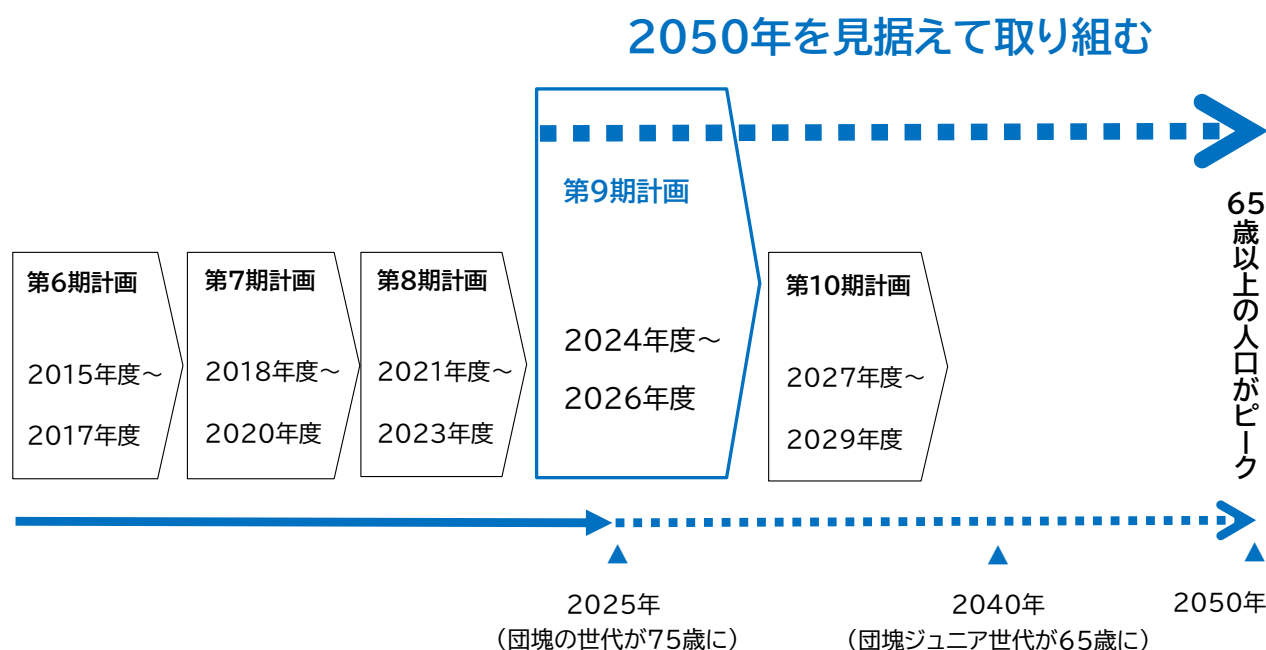 2050年を見据えて取り組む
第6期計画
2015年度～
2017年度
第7期計画
2018年度～
2020年度
第8期計画
2021年度～
2023年度
第9期計画
2024年度～
2026年度
第10期計画
2027年度～
2029年度
65歳以上の人口がピーク
2025年
（団塊の世代が75歳に）
2040年
（団塊ジュニア世代が65歳に）
2050年